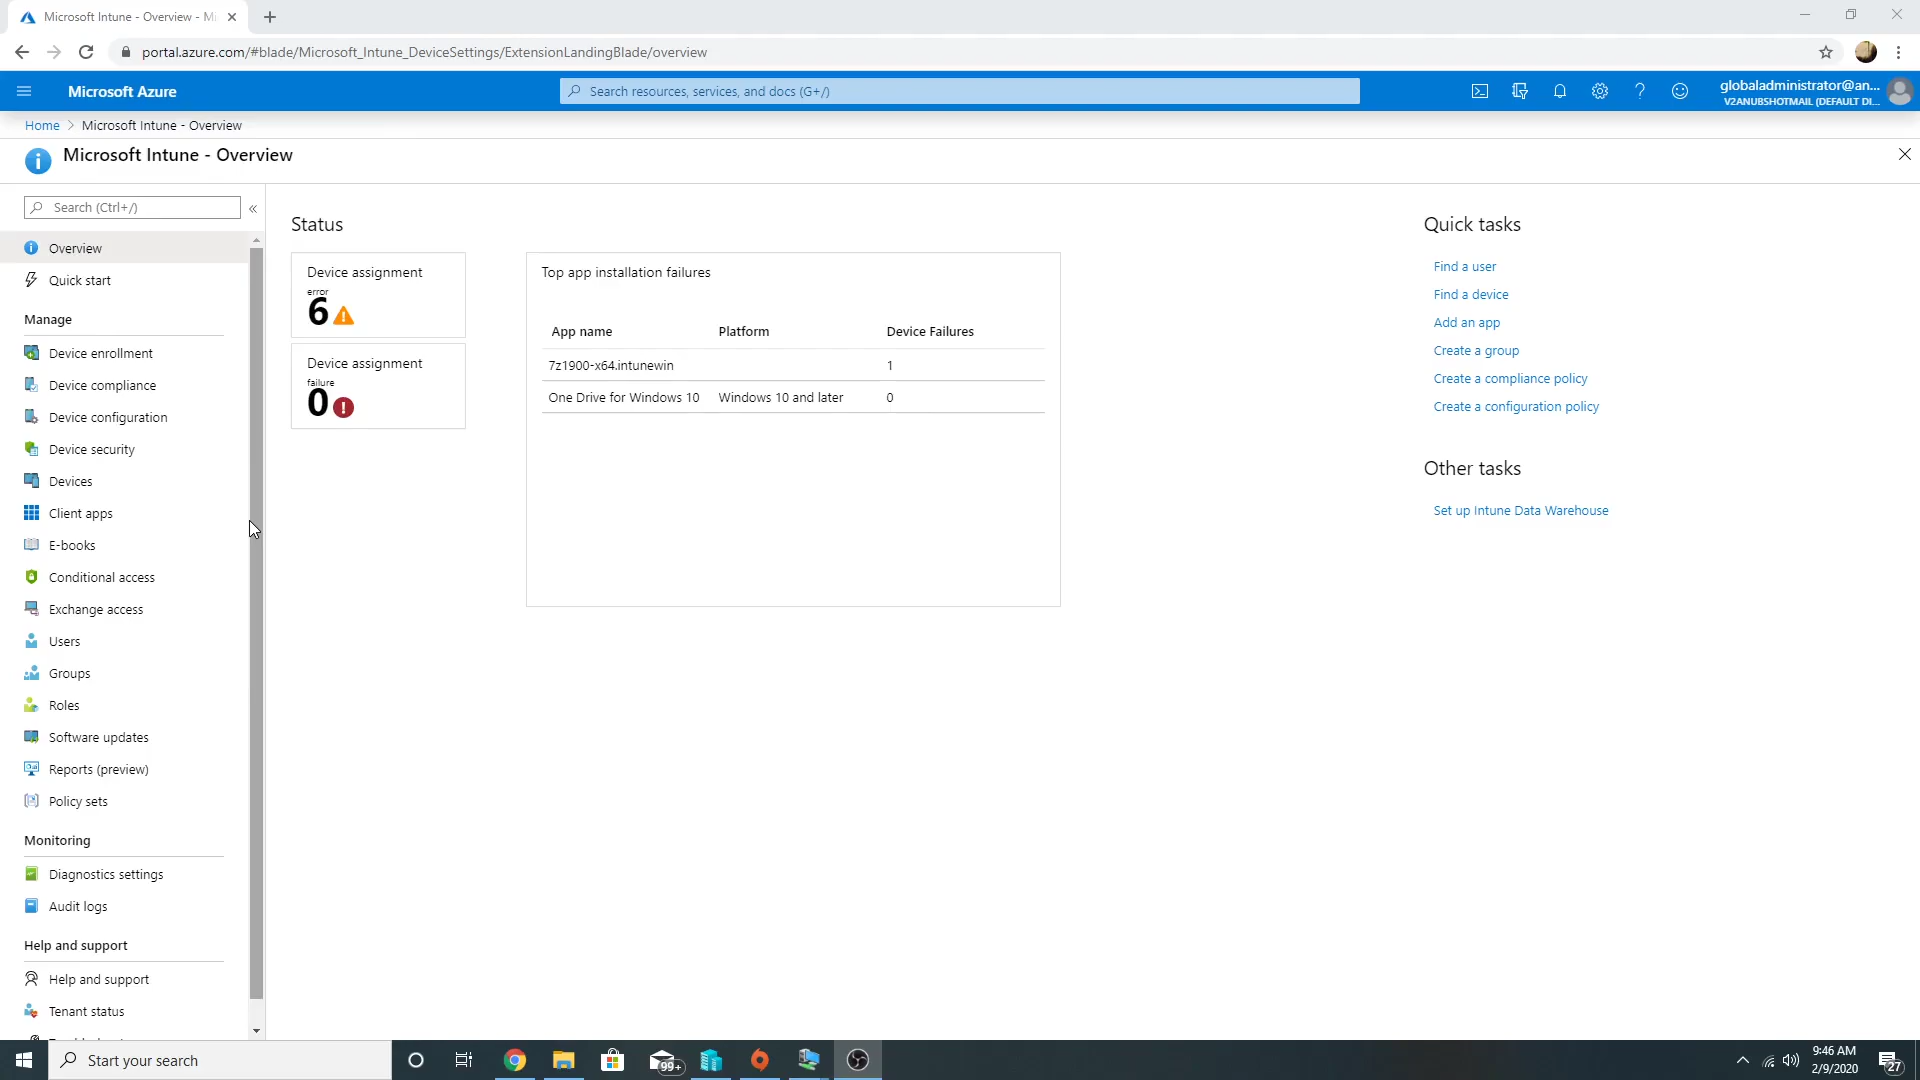 Microsoft Intune - Overview - Mi
portal.azure.com/#blade/Microsoft_Intune_DeviceSettings/ExtensionLandingBlade/overview
Microsoft Azure
Search resources, services, and docs (G+/)
globaladministrator@an...
V2ANUBSHOTMAIL (DEFAULT DI...
Home > Microsoft Intune - Overview
Microsoft Intune - Overview
Search (Ctrl+/)
Overview
Quick start
Manage
Device enrollment
Device compliance
Device configuration
Device security
Devices
Client apps
E-books
Conditional access
Exchange access
Users
Groups
Roles
Software updates
Reports (preview)
Policy sets
Monitoring
Diagnostics settings
Audit logs
Help and support
Help and support
Tenant status
Status
Device assignment
error
6
Device assignment
failure
0
Top app installation failures
App name Platform Device Failures
7z1900-x64.intunewin 1
One Drive for Windows 10 Windows 10 and later 0
Quick tasks
Find a user
Find a device
Add an app
Create a group
Create a compliance policy
Create a configuration policy
Other tasks
Set up Intune Data Warehouse
Start your search
99+
9:46 AM
2/9/2020
27